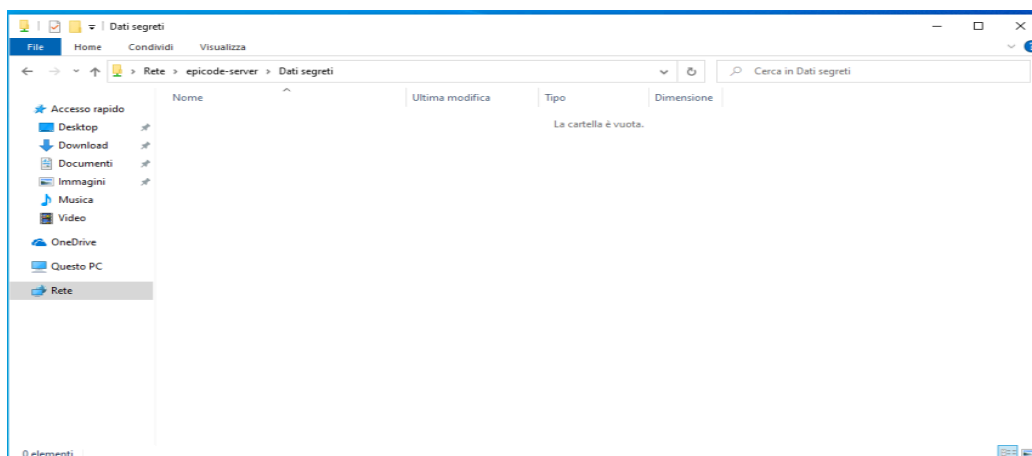 Dati segreti
File Home Condividi Visualizza
Rete > epicode-server > Dati segreti
Cerca in Dati segreti
Nome Ultima modifica Tipo Dimensione
Accesso rapido
La cartella è vuota.
Desktop
Download
Documenti
Immagini
Musica
Video
OneDrive
Questo PC
Rete
0 elementi